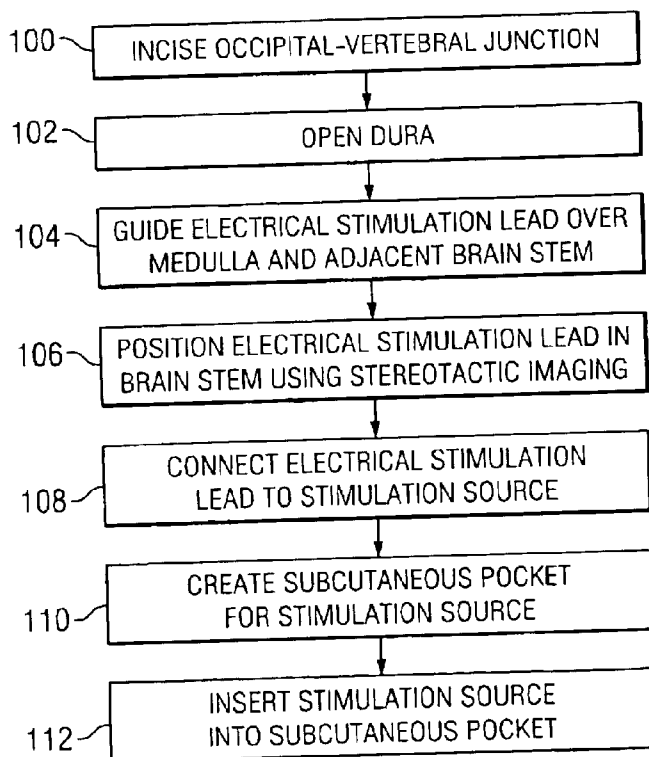 100 INCISE OCCIPITAL-VERTEBRAL JUNCTION
102 OPEN DURA
104 GUIDE ELECTRICAL STIMULATION LEAD OVER
MEDULLA AND ADJACENT BRAIN STEM
106 POSITION ELECTRICAL STIMULATION LEAD IN
BRAIN STEM USING STEREOTACTIC IMAGING
108 CONNECT ELECTRICAL STIMULATION
LEAD TO STIMULATION SOURCE
110 CREATE SUBCUTANEOUS POCKET
FOR STIMULATION SOURCE
112 INSERT STIMULATION SOURCE
INTO SUBCUTANEOUS POCKET